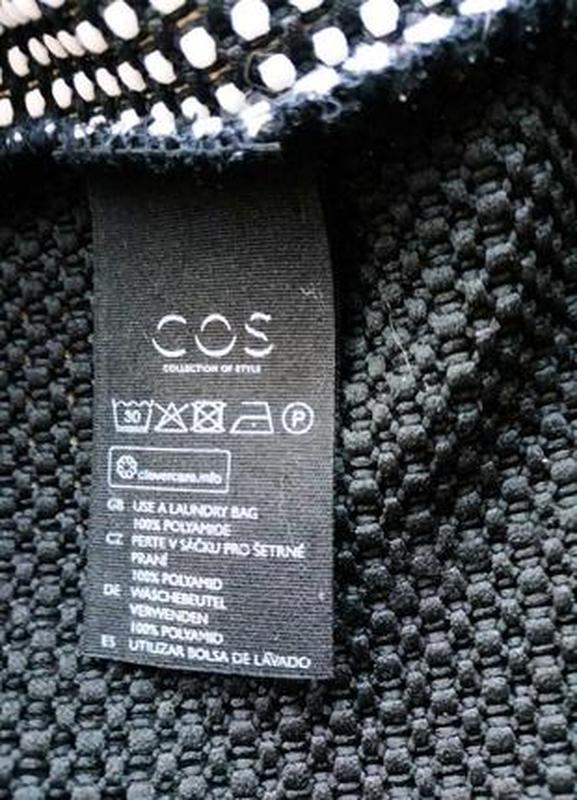 COS
COLLECTION OF STYLE
30 P
clevercare.info
GB USE A LAUNDRY BAG
100% POLYAMIDE
CZ PERTE V SÁČKU PRO ŠETRNÉ
PRANÍ
100% POLYAMID
DE WÄSCHEBEUTEL
VERWENDEN
100% POLYAMID
ES UTILIZAR BOLSA DE LAVADO